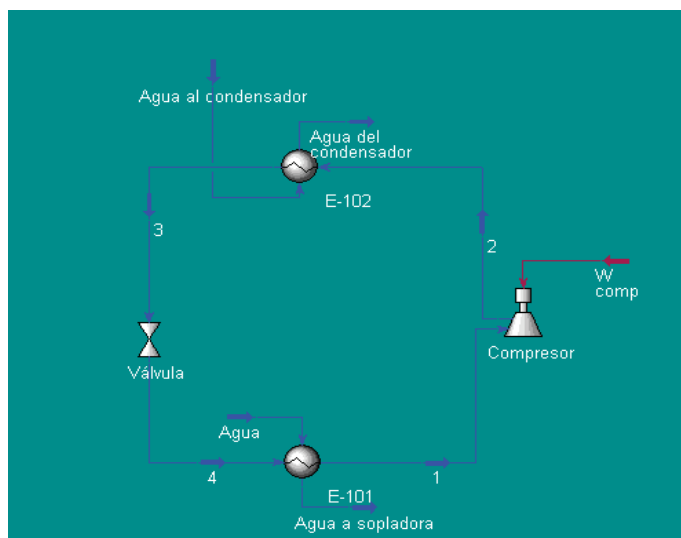 Agua al condensador
Agua del
condensador
E-102
3
2
W
comp
Compresor
Válvula
Agua
4
1
E-101
Agua a sopladora